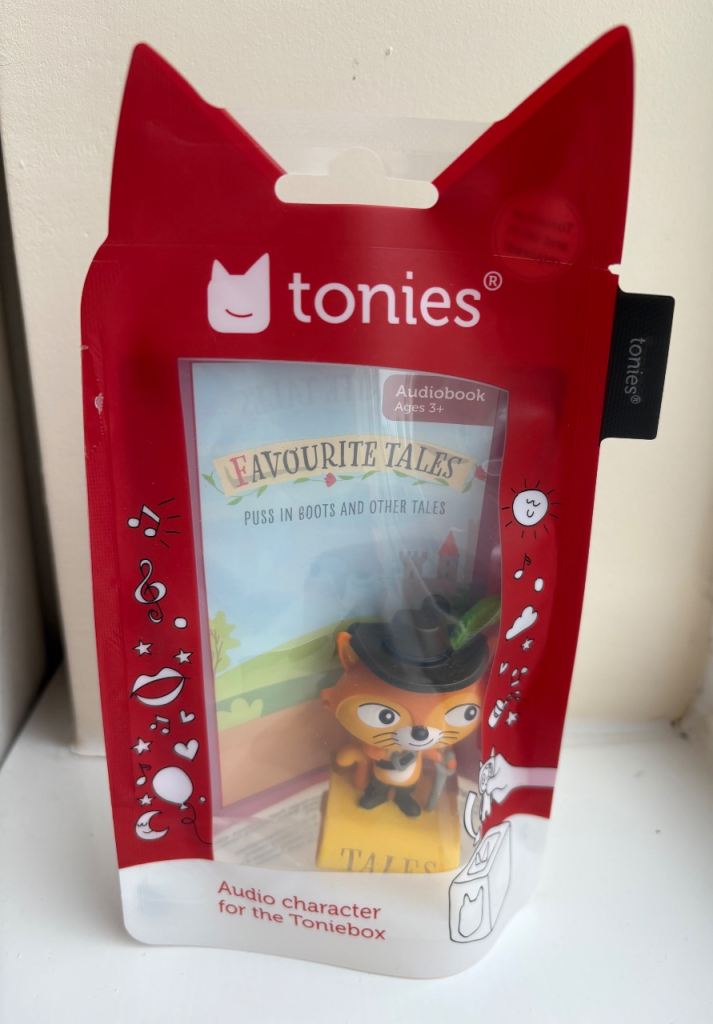 tonies®
tonies®
Audiobook
Ages 3+
FAVOURITE TALES
PUSS IN BOOTS AND OTHER TALES
TALES
Audio character
for the Toniebox